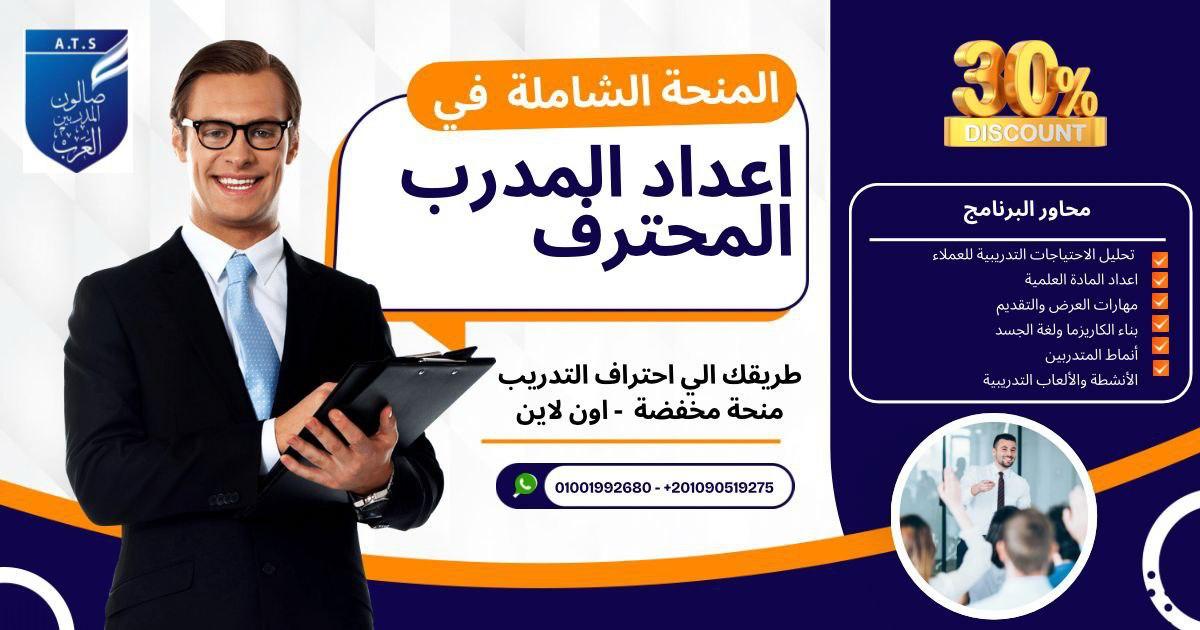 A.T.S
صالون
المدربين
العرب
المنحة الشاملة في
اعداد المدرب
المحترف
طريقك الي احتراف التدريب
منحة مخفضة - اون لاين
01001992680 - +201090519275
30%
DISCOUNT
محاور البرنامج
تحليل الاحتياجات التدريبية للعملاء
اعداد المادة العلمية
مهارات العرض والتقديم
بناء الكاريزما ولغة الجسد
أنماط المتدربين
الأنشطة والألعاب التدريبية